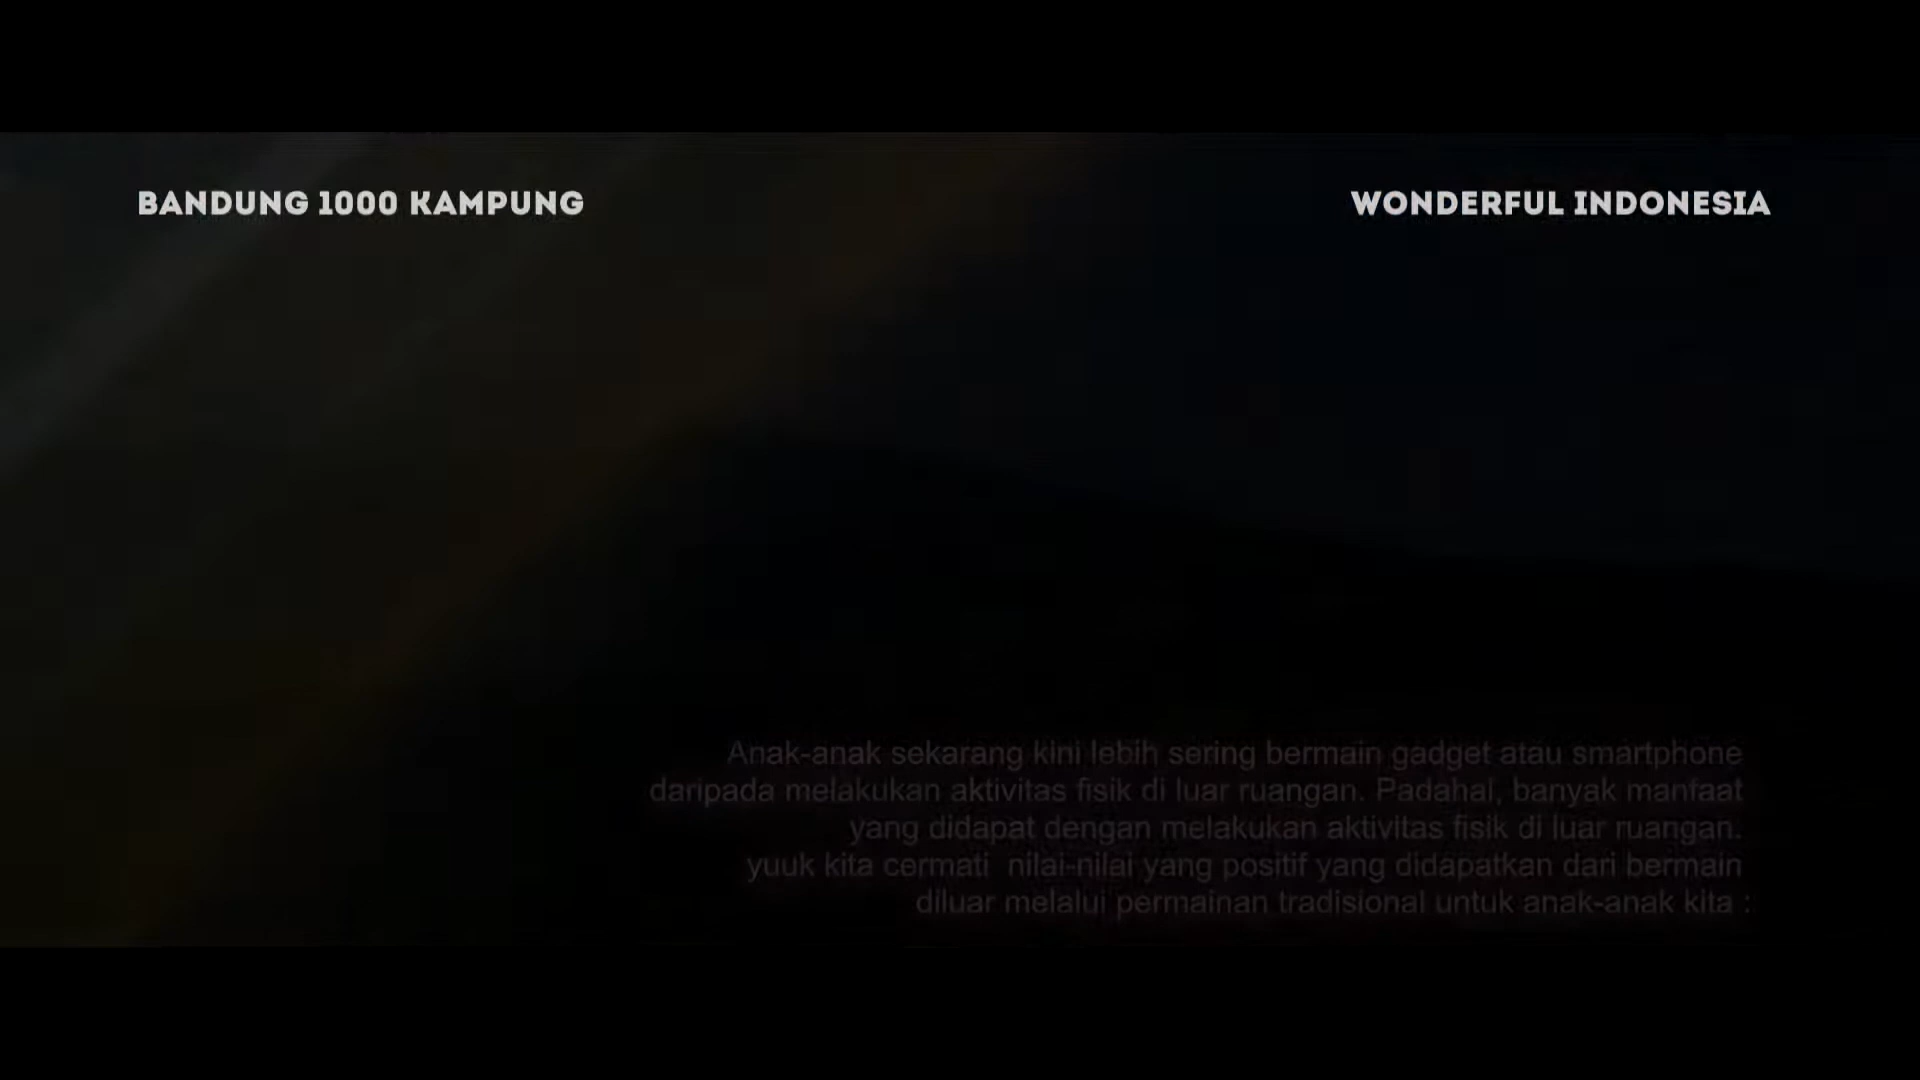 BANDUNG 1000 KAMPUNG
WONDERFUL INDONESIA
Anak-anak sekarang kini lebih sering bermain gadget atau smartphone
daripada melakukan aktivitas fisik di luar ruangan. Padahal, banyak manfaat
yang didapat dengan melakukan aktivitas fisik di luar ruangan.
yuuk kita cermati  nilai-nilai yang positif yang didapatkan dari bermain
diluar melalui permainan tradisional untuk anak-anak kita :